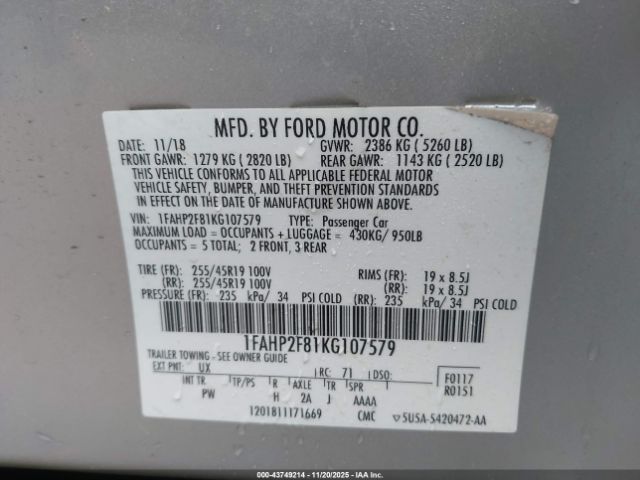 MFD. BY FORD MOTOR CO.
DATE: 11/18 GVWR: 2386 KG ( 5260 LB)
FRONT GAWR: 1279 KG ( 2820 LB) REAR GAWR: 1143 KG ( 2520 LB)
THIS VEHICLE CONFORMS TO ALL APPLICABLE FEDERAL MOTOR
VEHICLE SAFETY, BUMPER, AND THEFT PREVENTION STANDARDS
IN EFFECT ON THE DATE OF MANUFACTURE SHOWN ABOVE.
VIN: 1FAHP2F81KG107579 TYPE: Passenger Car
MAXIMUM LOAD = OCCUPANTS + LUGGAGE = 430KG/ 950LB
OCCUPANTS = 5 TOTAL; 2 FRONT, 3 REAR
TIRE (FR): 255/45R19 100V RIMS (FR): 19 x 8.5J
(RR): 255/45R19 100V (RR): 19 x 8.5J
PRESSURE (FR): 235 kPa/ 34 PSI COLD (RR): 235 kPa/ 34 PSI COLD
1FAHP2F81KG107579
TRAILER TOWING - SEE OWNER GUIDE
EXT PNT: UX RC: 71 DSO: F0117
INT TR TP/PS R AXLE TR SPR R0151
PW H 2A J AAAA
1201811171669 CMC ▽5USA-S420472-AA
© 000-43749214 - 11/20/2025 - IAA Inc.